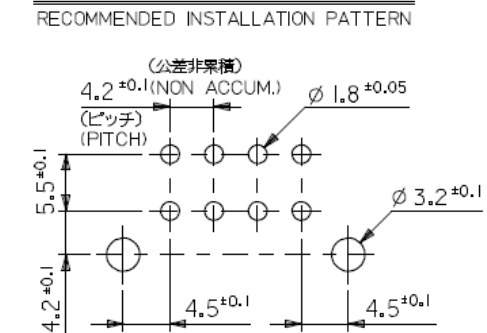 RECOMMENDED INSTALLATION PATTERN
(公差非累積)
4.2±0.1(NON ACCUM.)
ø 1.8±0.05
(ピッチ)
(PITCH)
5.5±0.1
ø 3.2±0.1
4.2±0.1
4.5±0.1
4.5±0.1